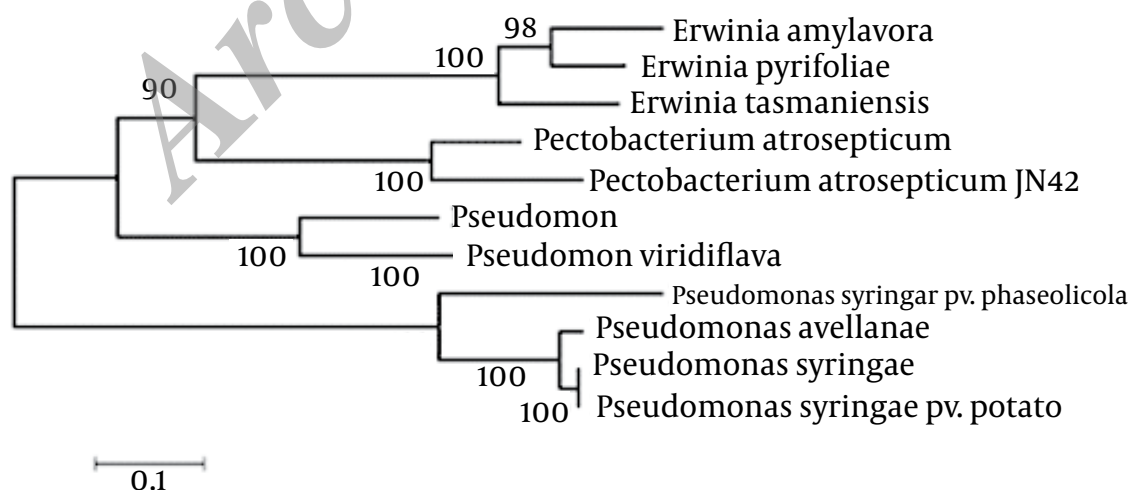 98 Erwinia amylavora
100 Erwinia pyrifoliae
90 Erwinia tasmaniensis
Pectobacterium atrosepticum
100 Pectobacterium atrosepticum JN42
Pseudomon
100 Pseudomon viridiflava
100
Pseudomonas syringar pv. phaseolicola
Pseudomonas avellanae
100 Pseudomonas syringae
100 Pseudomonas syringae pv. potato
0.1